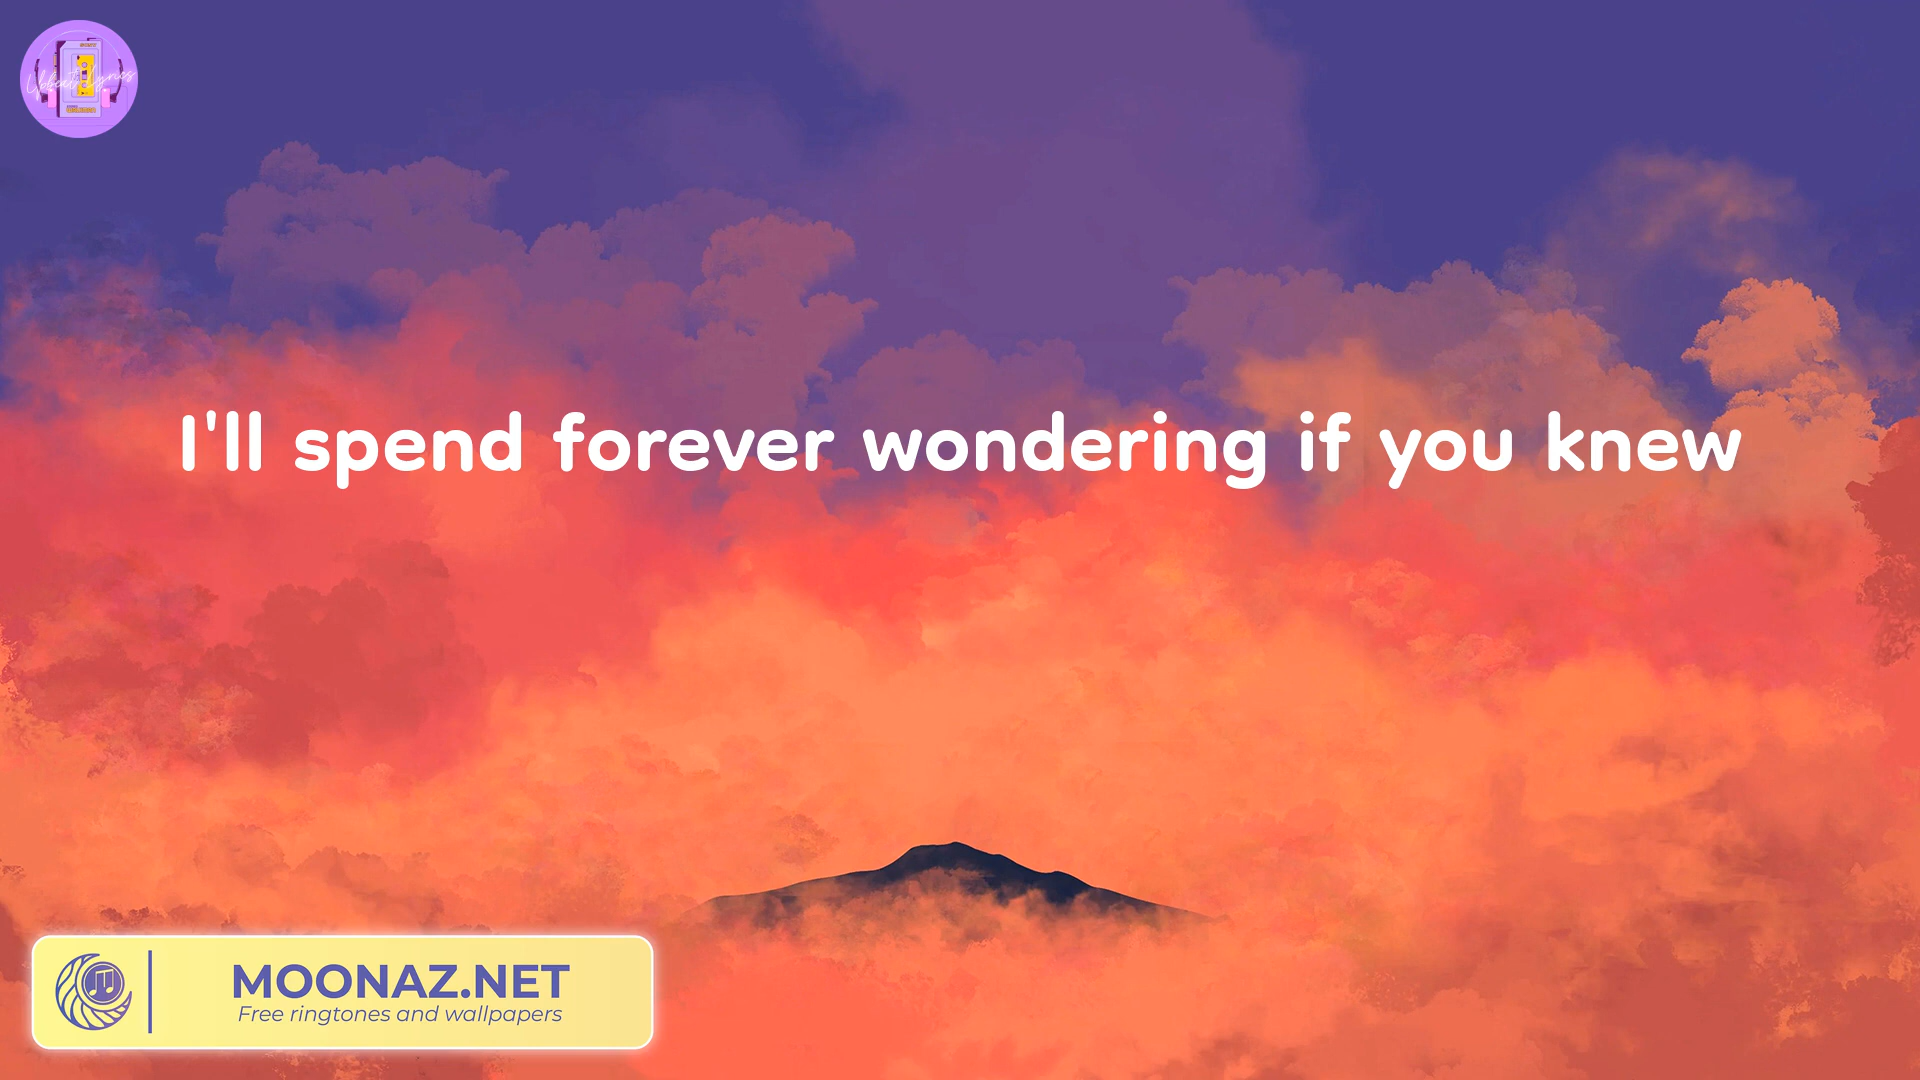 I'll spend forever wondering if you knew
MOONAZ.NET
Free ringtones and wallpapers